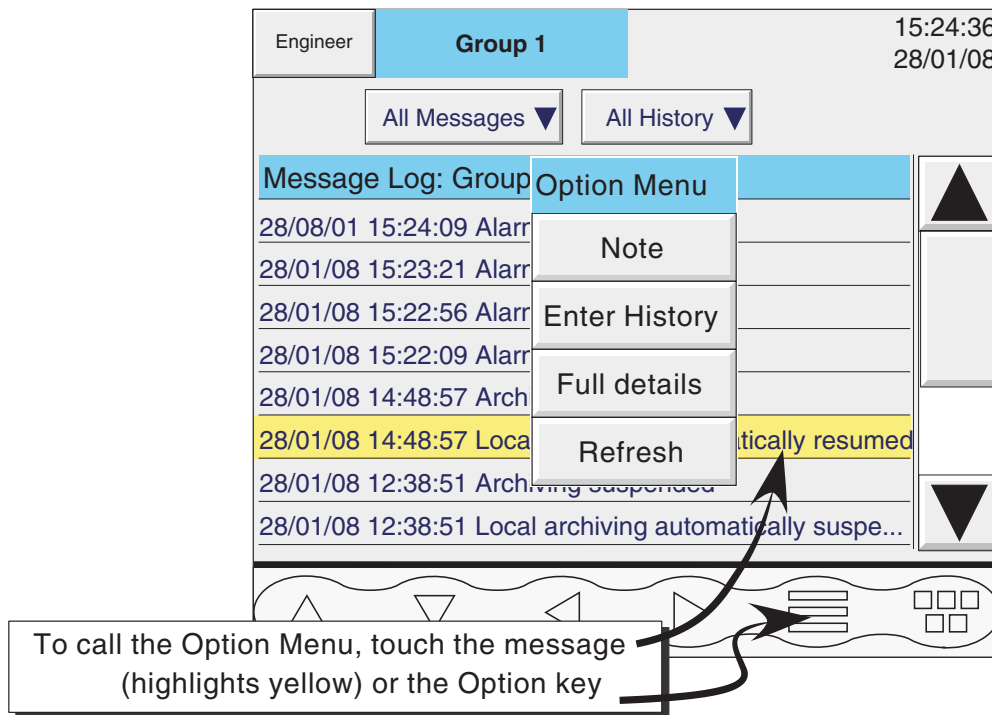 Engineer
Group 1
15:24:36
28/01/08
All Messages
All History
Message Log: Group
Option Menu
28/08/01 15:24:09 Alarm
Note
28/01/08 15:23:21 Alarm
28/01/08 15:22:56 Alarm
Enter History
28/01/08 15:22:09 Alarm
Full details
28/01/08 14:48:57 Arch
28/01/08 14:48:57 Loca
tically resumed
Refresh
28/01/08 12:38:51 Archiving suspended
28/01/08 12:38:51 Local archiving automatically suspe...
To call the Option Menu, touch the message
(highlights yellow) or the Option key